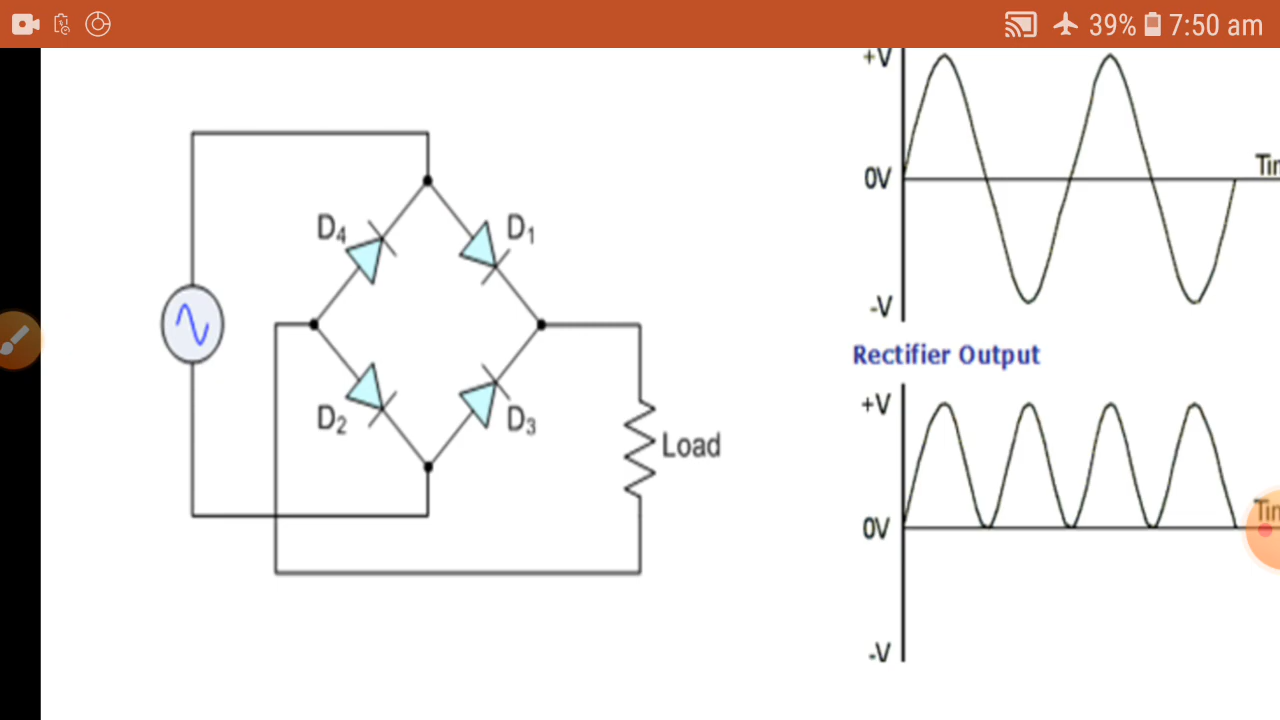 39% 7:50 am
+V
0V
-V
D4
D1
D2
D3
Load
Rectifier Output
+V
0V
-V